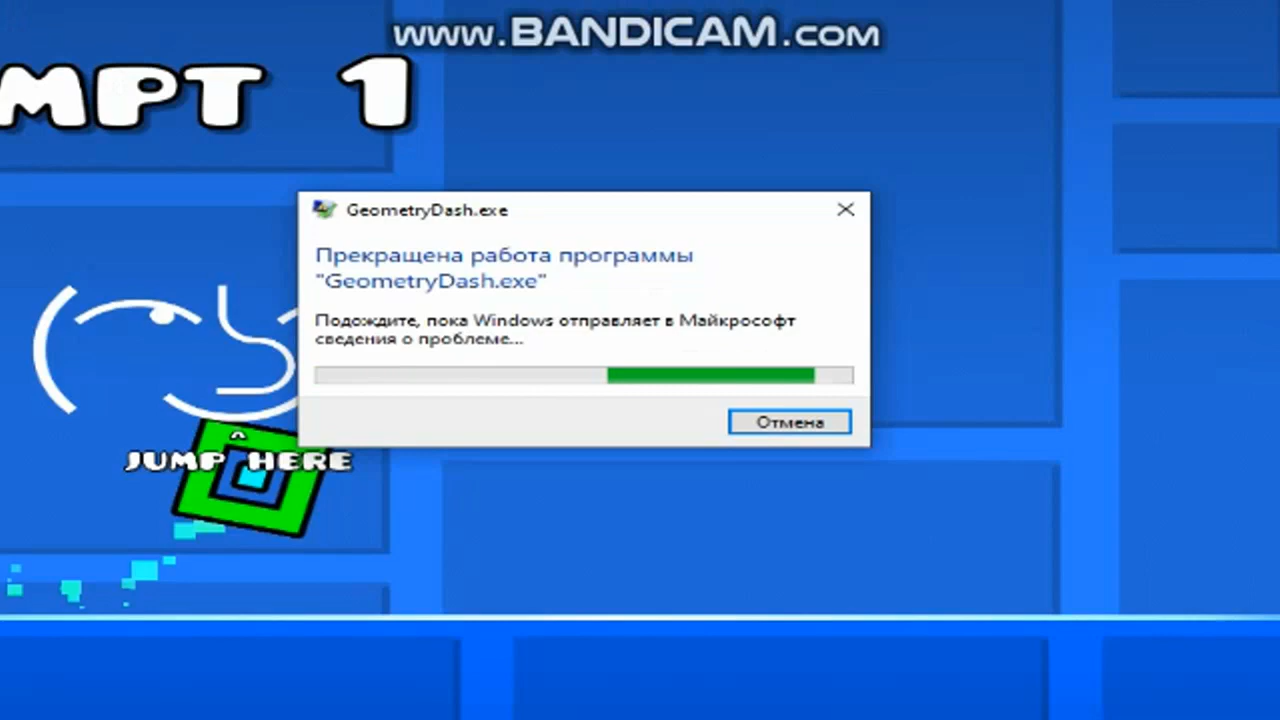 www.BANDICAM.com
MPT 1
GeometryDash.exe
Прекращена работа программы
"GeometryDash.exe"
Подождите, пока Windows отправляет в Майкрософт
сведения о проблеме...
Отмена
JUMP HERE